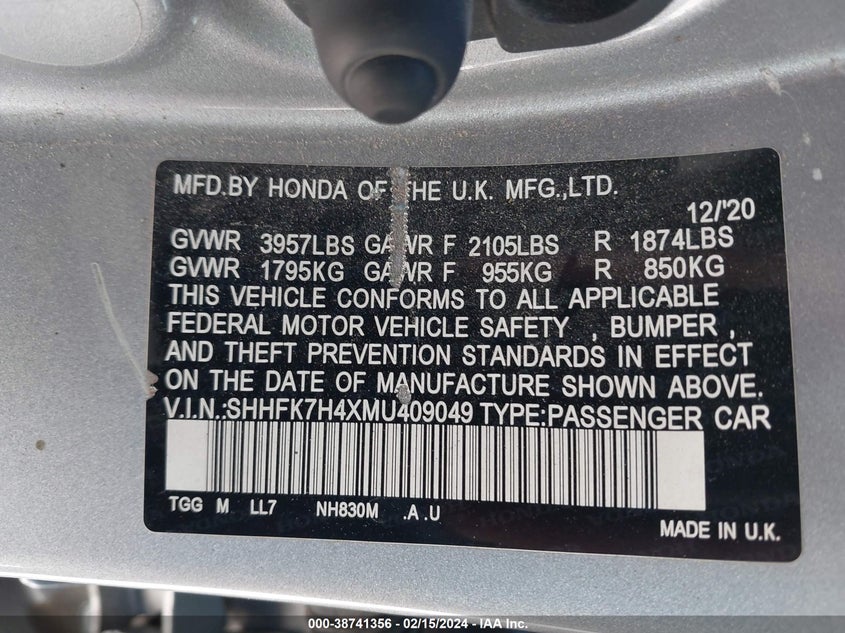 MFD.BY HONDA OF THE U.K. MFG.,LTD.
12/'20
GVWR 3957LBS GAWR F 2105LBS R 1874LBS
GVWR 1795KG GAWR F 955KG R 850KG
THIS VEHICLE CONFORMS TO ALL APPLICABLE
FEDERAL MOTOR VEHICLE SAFETY , BUMPER ,
AND THEFT PREVENTION STANDARDS IN EFFECT
ON THE DATE OF MANUFACTURE SHOWN ABOVE.
V.I.N.:SHHFK7H4XMU409049 TYPE:PASSENGER CAR
TGG M LL7 NH830M .A .U
MADE IN U.K.
000-38741356 - 02/15/2024 - IAA Inc.